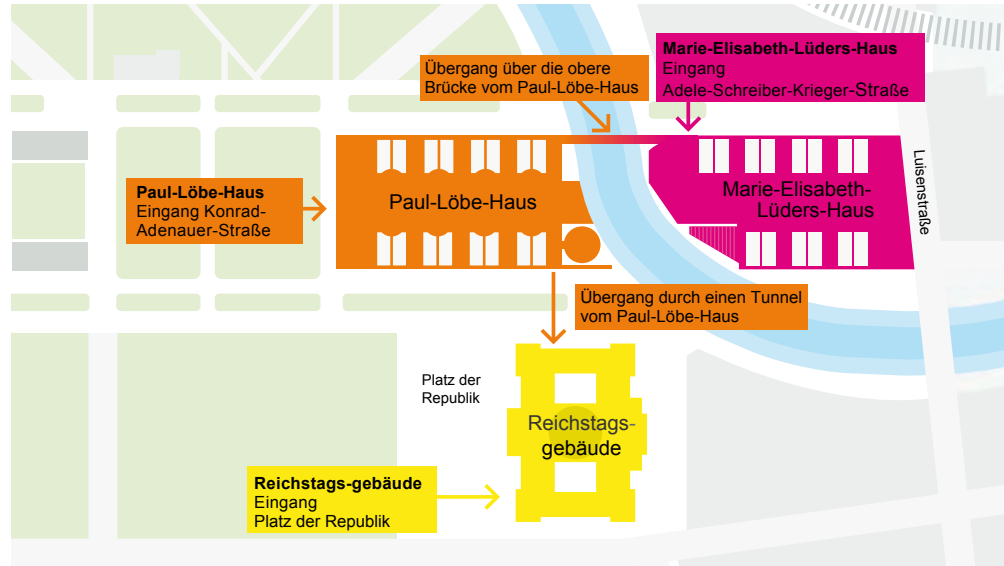 Übergang über die obere
Brücke vom Paul-Löbe-Haus
Marie-Elisabeth-Lüders-Haus
Eingang
Adele-Schreiber-Krieger-Straße
Paul-Löbe-Haus
Eingang Konrad-
Adenauer-Straße
Paul-Löbe-Haus
Marie-Elisabeth-
Lüders-Haus
Luisenstraße
Übergang durch einen Tunnel
vom Paul-Löbe-Haus
Platz der
Republik
Reichstags-
gebäude
Reichstags-gebäude
Eingang
Platz der Republik